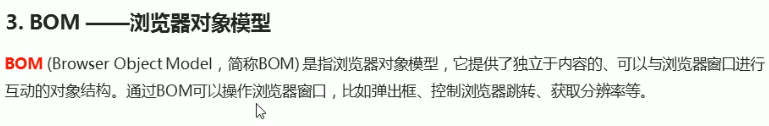 3. BOM ——浏览器对象模型
BOM (Browser Object Model，简称BOM) 是指浏览器对象模型，它提供了独立于内容的、可以与浏览器窗口进行
互动的对象结构。通过BOM可以操作浏览器窗口，比如弹出框、控制浏览器跳转、获取分辨率等。